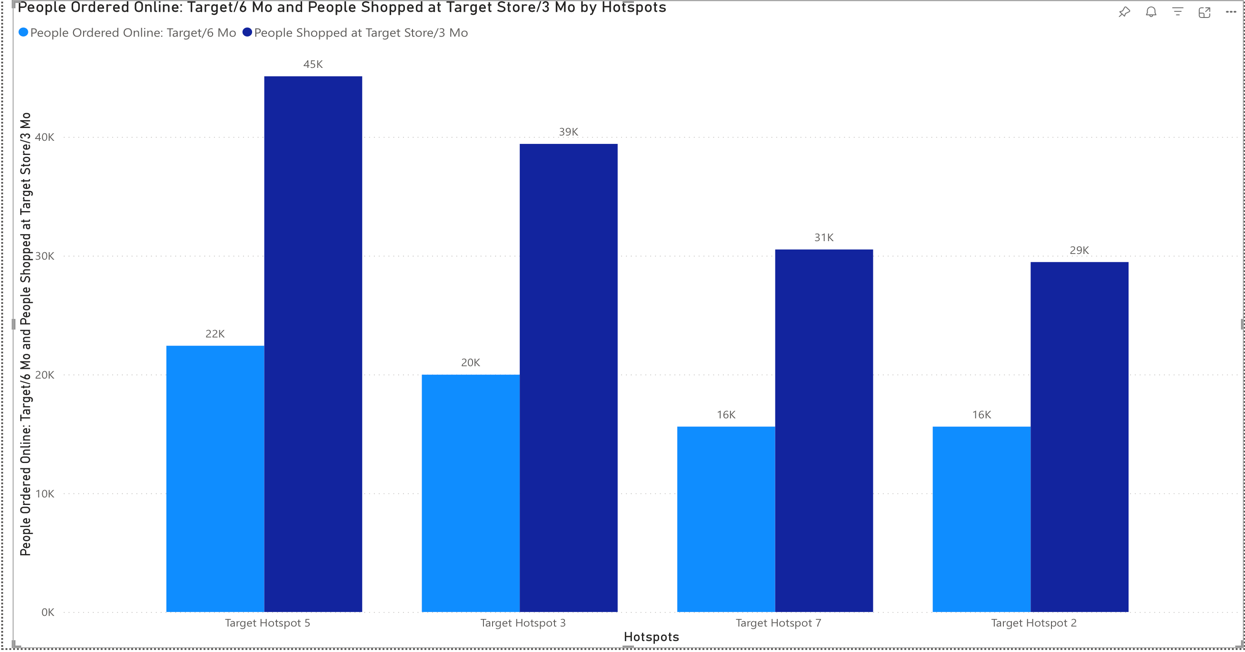 People Ordered Online: Target/6 Mo and People Shopped at Target Store/3 Mo by Hotspots
People Ordered Online: Target/6 Mo People Shopped at Target Store/3 Mo
People Ordered Online: Target/6 Mo and People Shopped at Target Store/3 Mo
40K
30K
20K
10K
0K
45K
39K
31K
29K
22K
20K
16K
16K
Target Hotspot 5
Target Hotspot 3
Target Hotspot 7
Target Hotspot 2
Hotspots